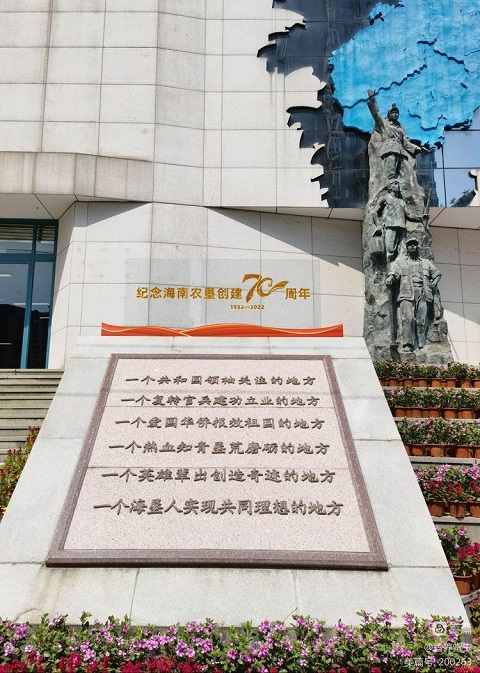 纪念海南农垦创建70周年
1952-2022
一个共和国领袖关注的地方
一个复转官兵建功立业的地方
一个爱国华侨报效祖国的地方
一个热血知青垦荒磨砺的地方
一个英雄辈出创造奇迹的地方
一个海垦人实现共同理想的地方
美篇号:200263